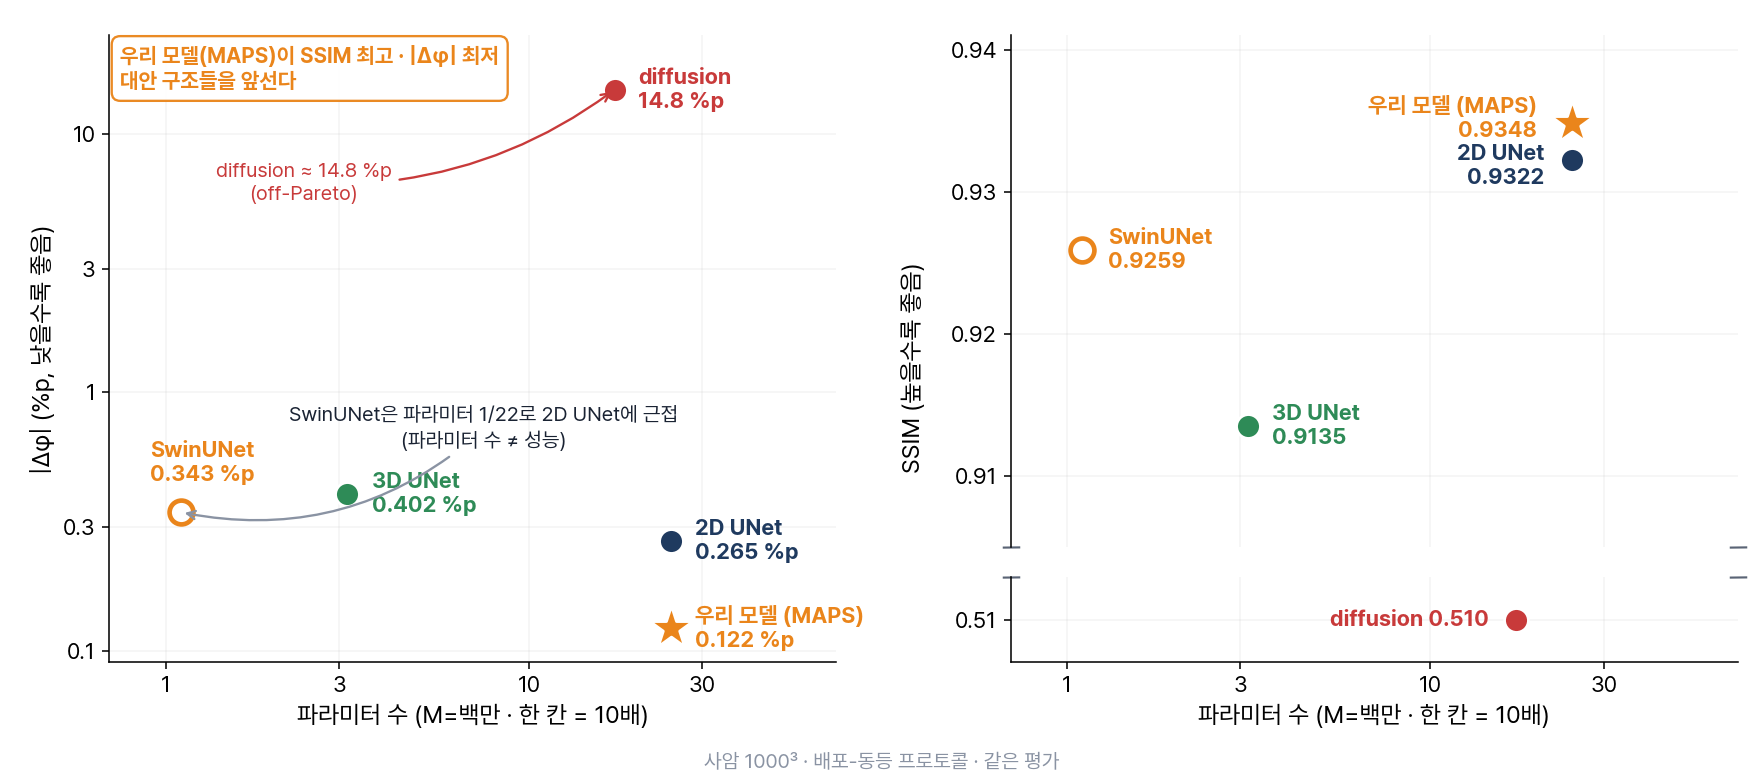 우리 모델(MAPS)이 SSIM 최고 · |Δφ| 최저
대안 구조들을 앞선다
diffusion
14.8 %p
diffusion ≈ 14.8 %p
(off-Pareto)
SwinUNet은 파라미터 1/22로 2D UNet에 근접
(파라미터 수 ≠ 성능)
SwinUNet
0.343 %p
3D UNet
0.402 %p
2D UNet
0.265 %p
우리 모델 (MAPS)
0.122 %p
|Δφ| (%p, 낮을수록 좋음)
10
3
1
0.3
0.1
1
3
10
30
파라미터 수 (M=백만 · 한 칸 = 10배)
SSIM (높을수록 좋음)
0.94
0.93
0.92
0.91
0.51
우리 모델 (MAPS)
0.9348
2D UNet
0.9322
SwinUNet
0.9259
3D UNet
0.9135
diffusion 0.510
1
3
10
30
파라미터 수 (M=백만 · 한 칸 = 10배)
사암 1000³ · 배포-동등 프로토콜 · 같은 평가